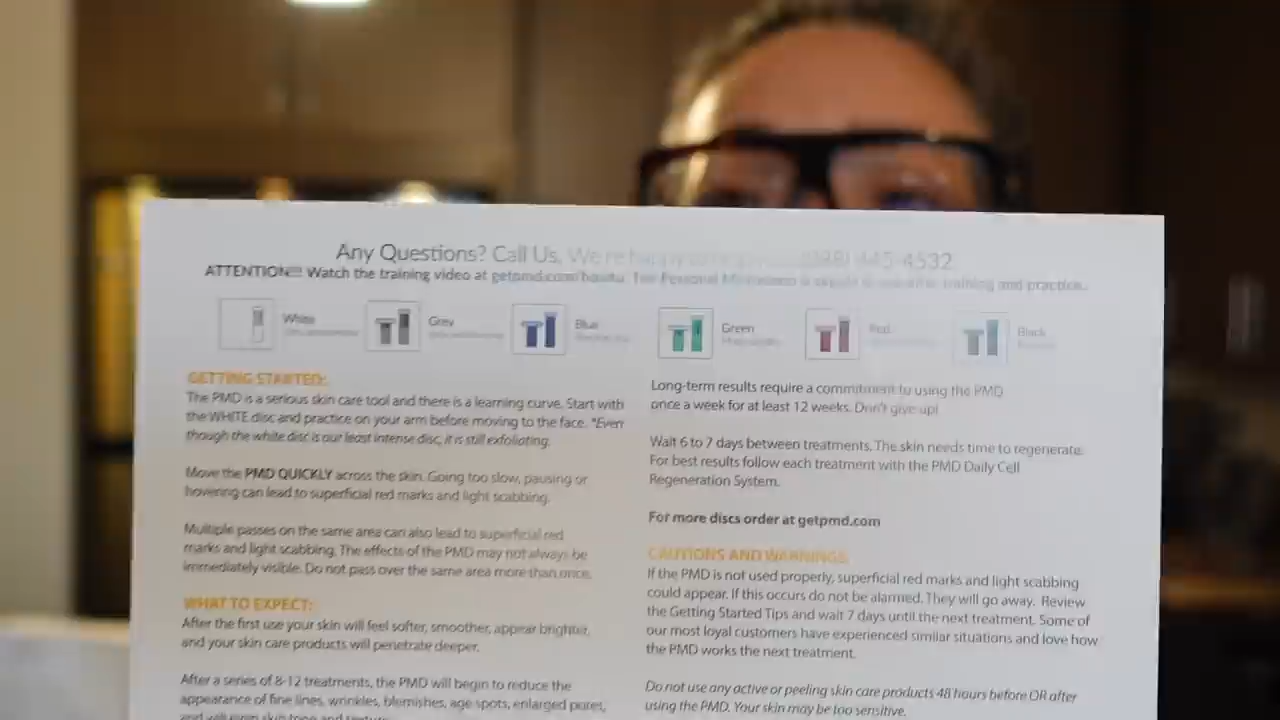 Any Questions? Call Us, We're happy (888) 445-4532
ATTENTION!!! Watch the training video at getpmd.com/howto. The Personal Microderm training and practice.
White
Grey
Blue
Green
Red
Black
GETTING STARTED:
The PMD is a serious skin care tool and there is a learning curve. Start with
the WHITE disc and practice on your arm before moving to the face. *Even
though the white disc is our least intense disc, it is still exfoliating.
Move the PMD QUICKLY across the skin. Going too slow, pausing or
hovering can lead to superficial red marks and light scabbing.
Multiple passes on the same area can also lead to superficial red
marks and light scabbing. The effects of the PMD may not always be
immediately visible. Do not pass over the same area more than once.
WHAT TO EXPECT:
After the first use your skin will feel softer, smoother, appear brighter,
and your skin care products will penetrate deeper.
After a series of 8-12 treatments, the PMD will begin to reduce the
appearance of fine lines, wrinkles, blemishes, age spots, enlarged pores,
Long-term results require a commitment to using the PMD
once a week for at least 12 weeks. Don't give up!
Wait 6 to 7 days between treatments. The skin needs time to regenerate.
For best results follow each treatment with the PMD Daily Cell
Regeneration System.
For more discs order at getpmd.com
CAUTIONS AND WARNINGS:
If the PMD is not used properly, superficial red marks and light scabbing
could appear. If this occurs do not be alarmed. They will go away. Review
the Getting Started Tips and wait 7 days until the next treatment. Some of
our most loyal customers have experienced similar situations and love how
the PMD works the next treatment.
Do not use any active or peeling skin care products 48 hours before OR after
using the PMD. Your skin may be too sensitive.